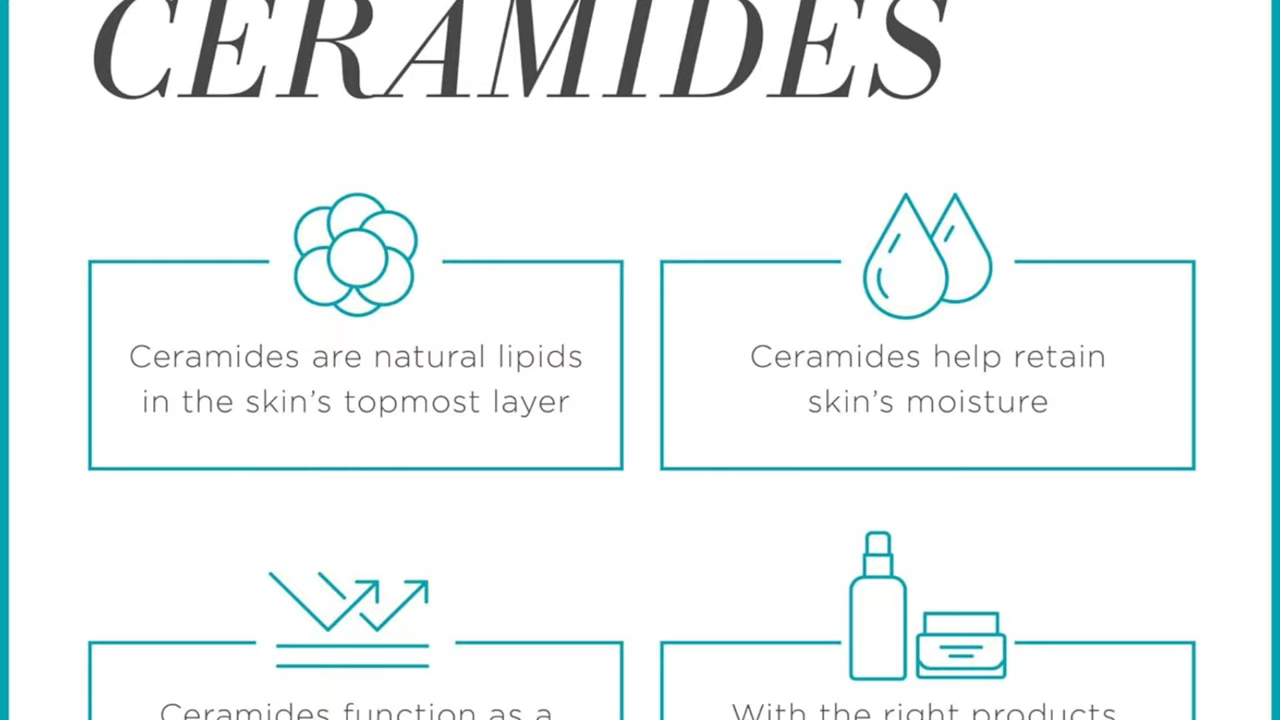 CERAMIDES
Ceramides are natural lipids
in the skin’s topmost layer
Ceramides help retain
skin’s moisture
Ceramides function as a
With the right products